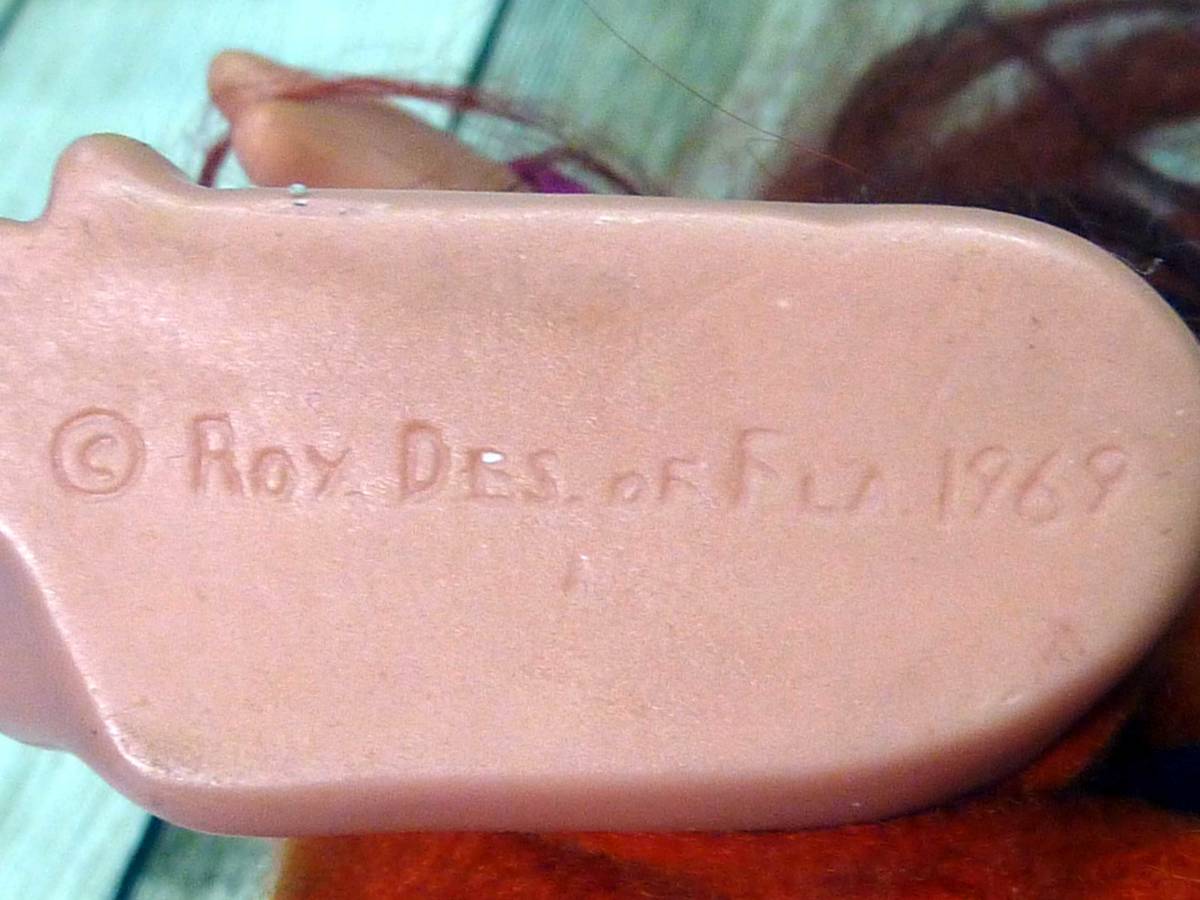 © ROY. DES. OF FLA. 1969